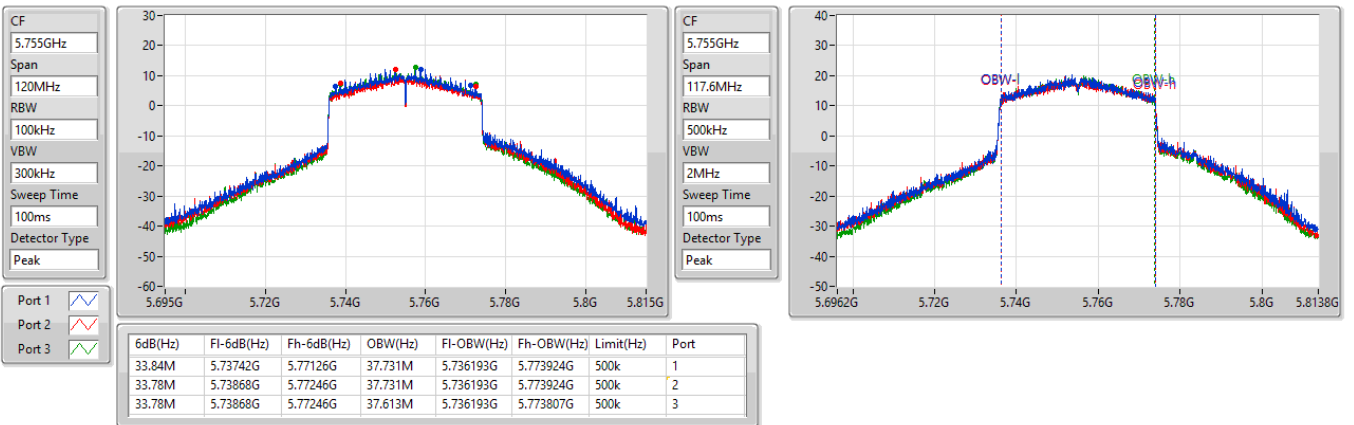 CF
5.755GHz
Span
120MHz
RBW
100kHz
VBW
300kHz
Sweep Time
100ms
Detector Type
Peak
Port 1
Port 2
Port 3
30
20
10
0
-10
-20
-30
-40
-50
-60
5.695G 5.72G 5.74G 5.76G 5.78G 5.8G 5.815G
CF
5.755GHz
Span
117.6MHz
RBW
500kHz
VBW
2MHz
Sweep Time
100ms
Detector Type
Peak
40
30
20
10
0
-10
-20
-30
-40
-50
OBW-l
OBW-h
OBW-h
5.6962G 5.72G 5.74G 5.76G 5.78G 5.8G 5.8138G
6dB(Hz) Fl-6dB(Hz) Fh-6dB(Hz) OBW(Hz) Fl-OBW(Hz) Fh-OBW(Hz) Limit(Hz) Port
33.84M 5.73742G 5.77126G 37.731M 5.736193G 5.773924G 500k 1
33.78M 5.73868G 5.77246G 37.731M 5.736193G 5.773924G 500k 2
33.78M 5.73868G 5.77246G 37.613M 5.736193G 5.773807G 500k 3